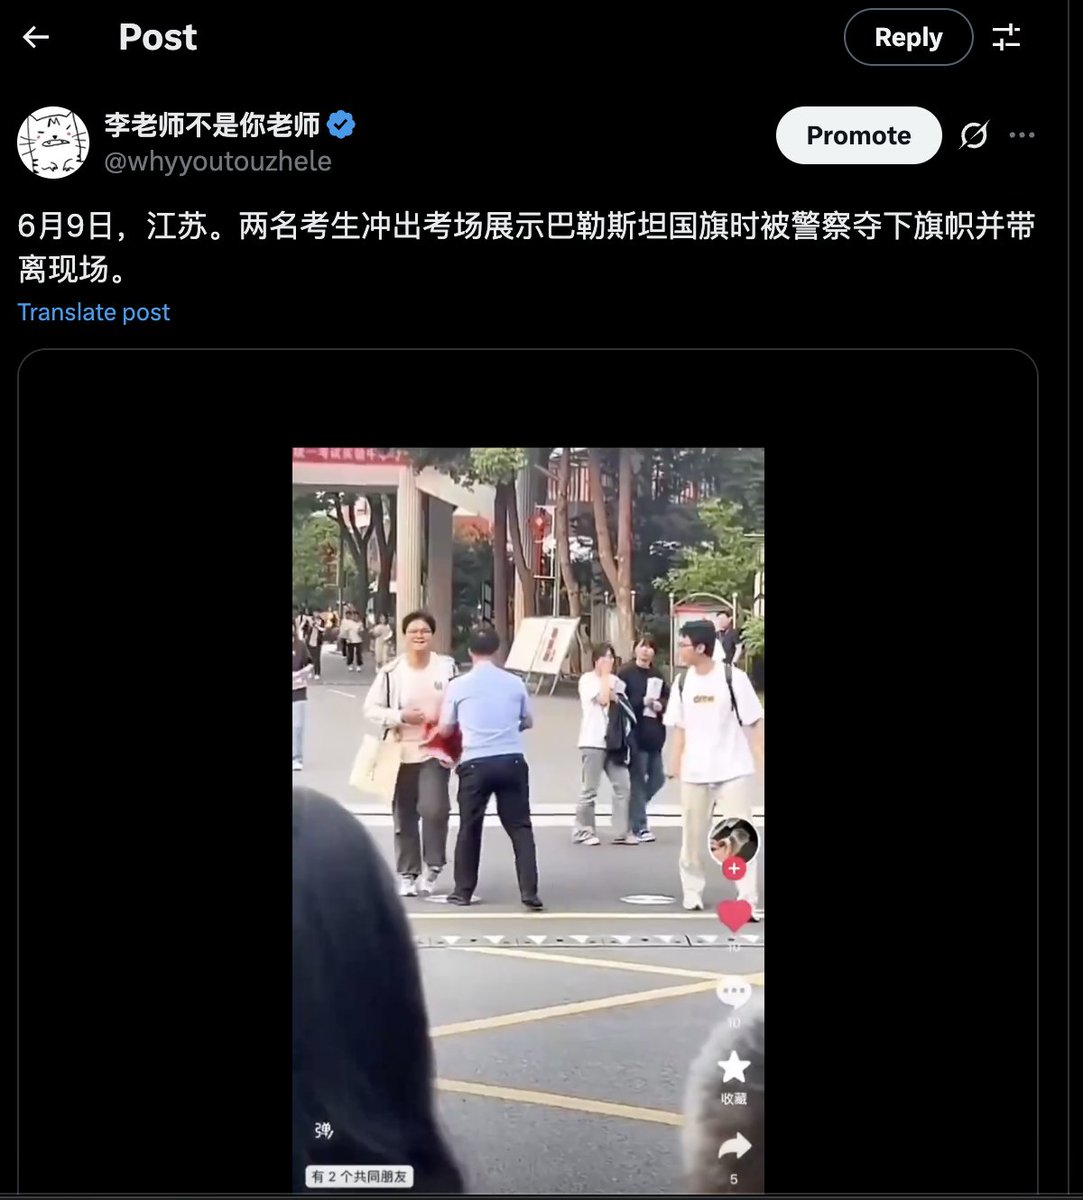 Post
Reply
李老师不是你老师
@whyyoutouzhele
Promote
6月9日，江苏。两名考生冲出考场展示巴勒斯坦国旗时被警察夺下旗帜并带
离现场。
Translate post
10
收藏
5
弹
有 2 个共同朋友